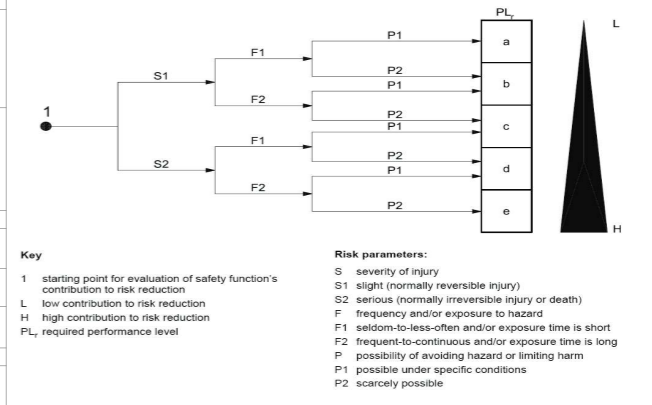 PLr
L
P1
a
F1
P2
S1
P1
b
1
F2
P2
P1
c
F1
S2
P2
P1
d
F2
P2
e
H
Key
1 starting point for evaluation of safety function's
contribution to risk reduction
L low contribution to risk reduction
H high contribution to risk reduction
PLr required performance level
Risk parameters:
S severity of injury
S1 slight (normally reversible injury)
S2 serious (normally irreversible injury or death)
F frequency and/or exposure to hazard
F1 seldom-to-less-often and/or exposure time is short
F2 frequent-to-continuous and/or exposure time is long
P possibility of avoiding hazard or limiting harm
P1 possible under specific conditions
P2 scarcely possible